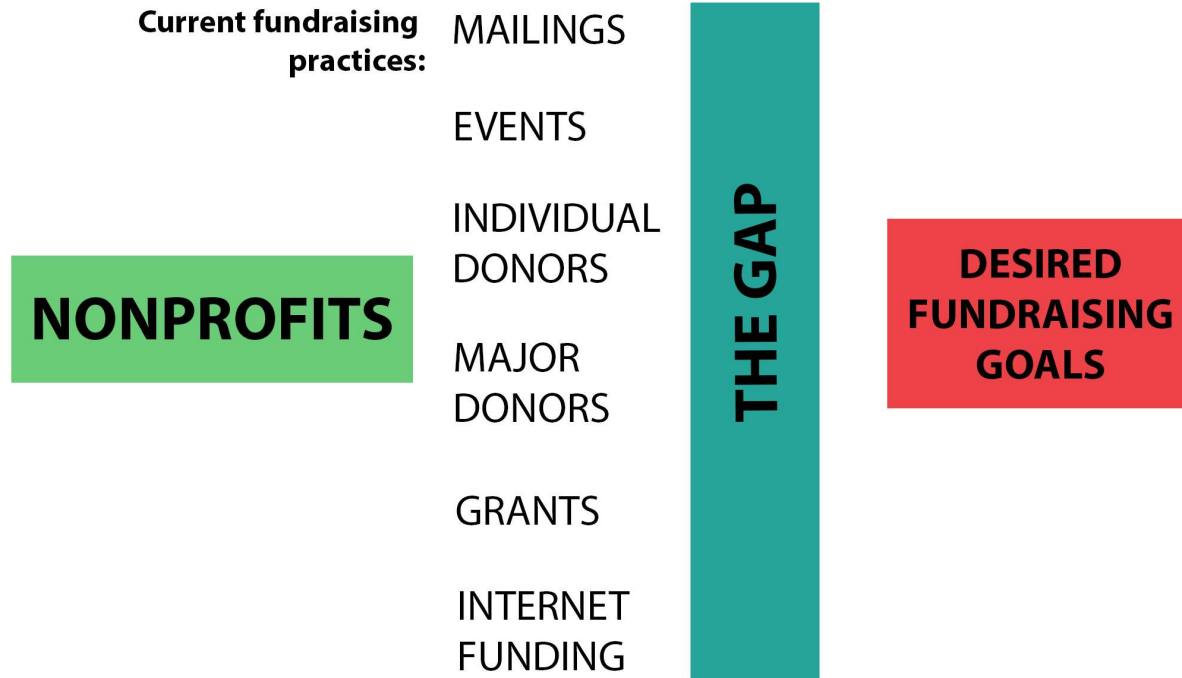 Current fundraising
practices:
MAILINGS
EVENTS
INDIVIDUAL
DONORS
NONPROFITS
MAJOR
DONORS
GRANTS
INTERNET
FUNDING
THE GAP
DESIRED
FUNDRAISING
GOALS